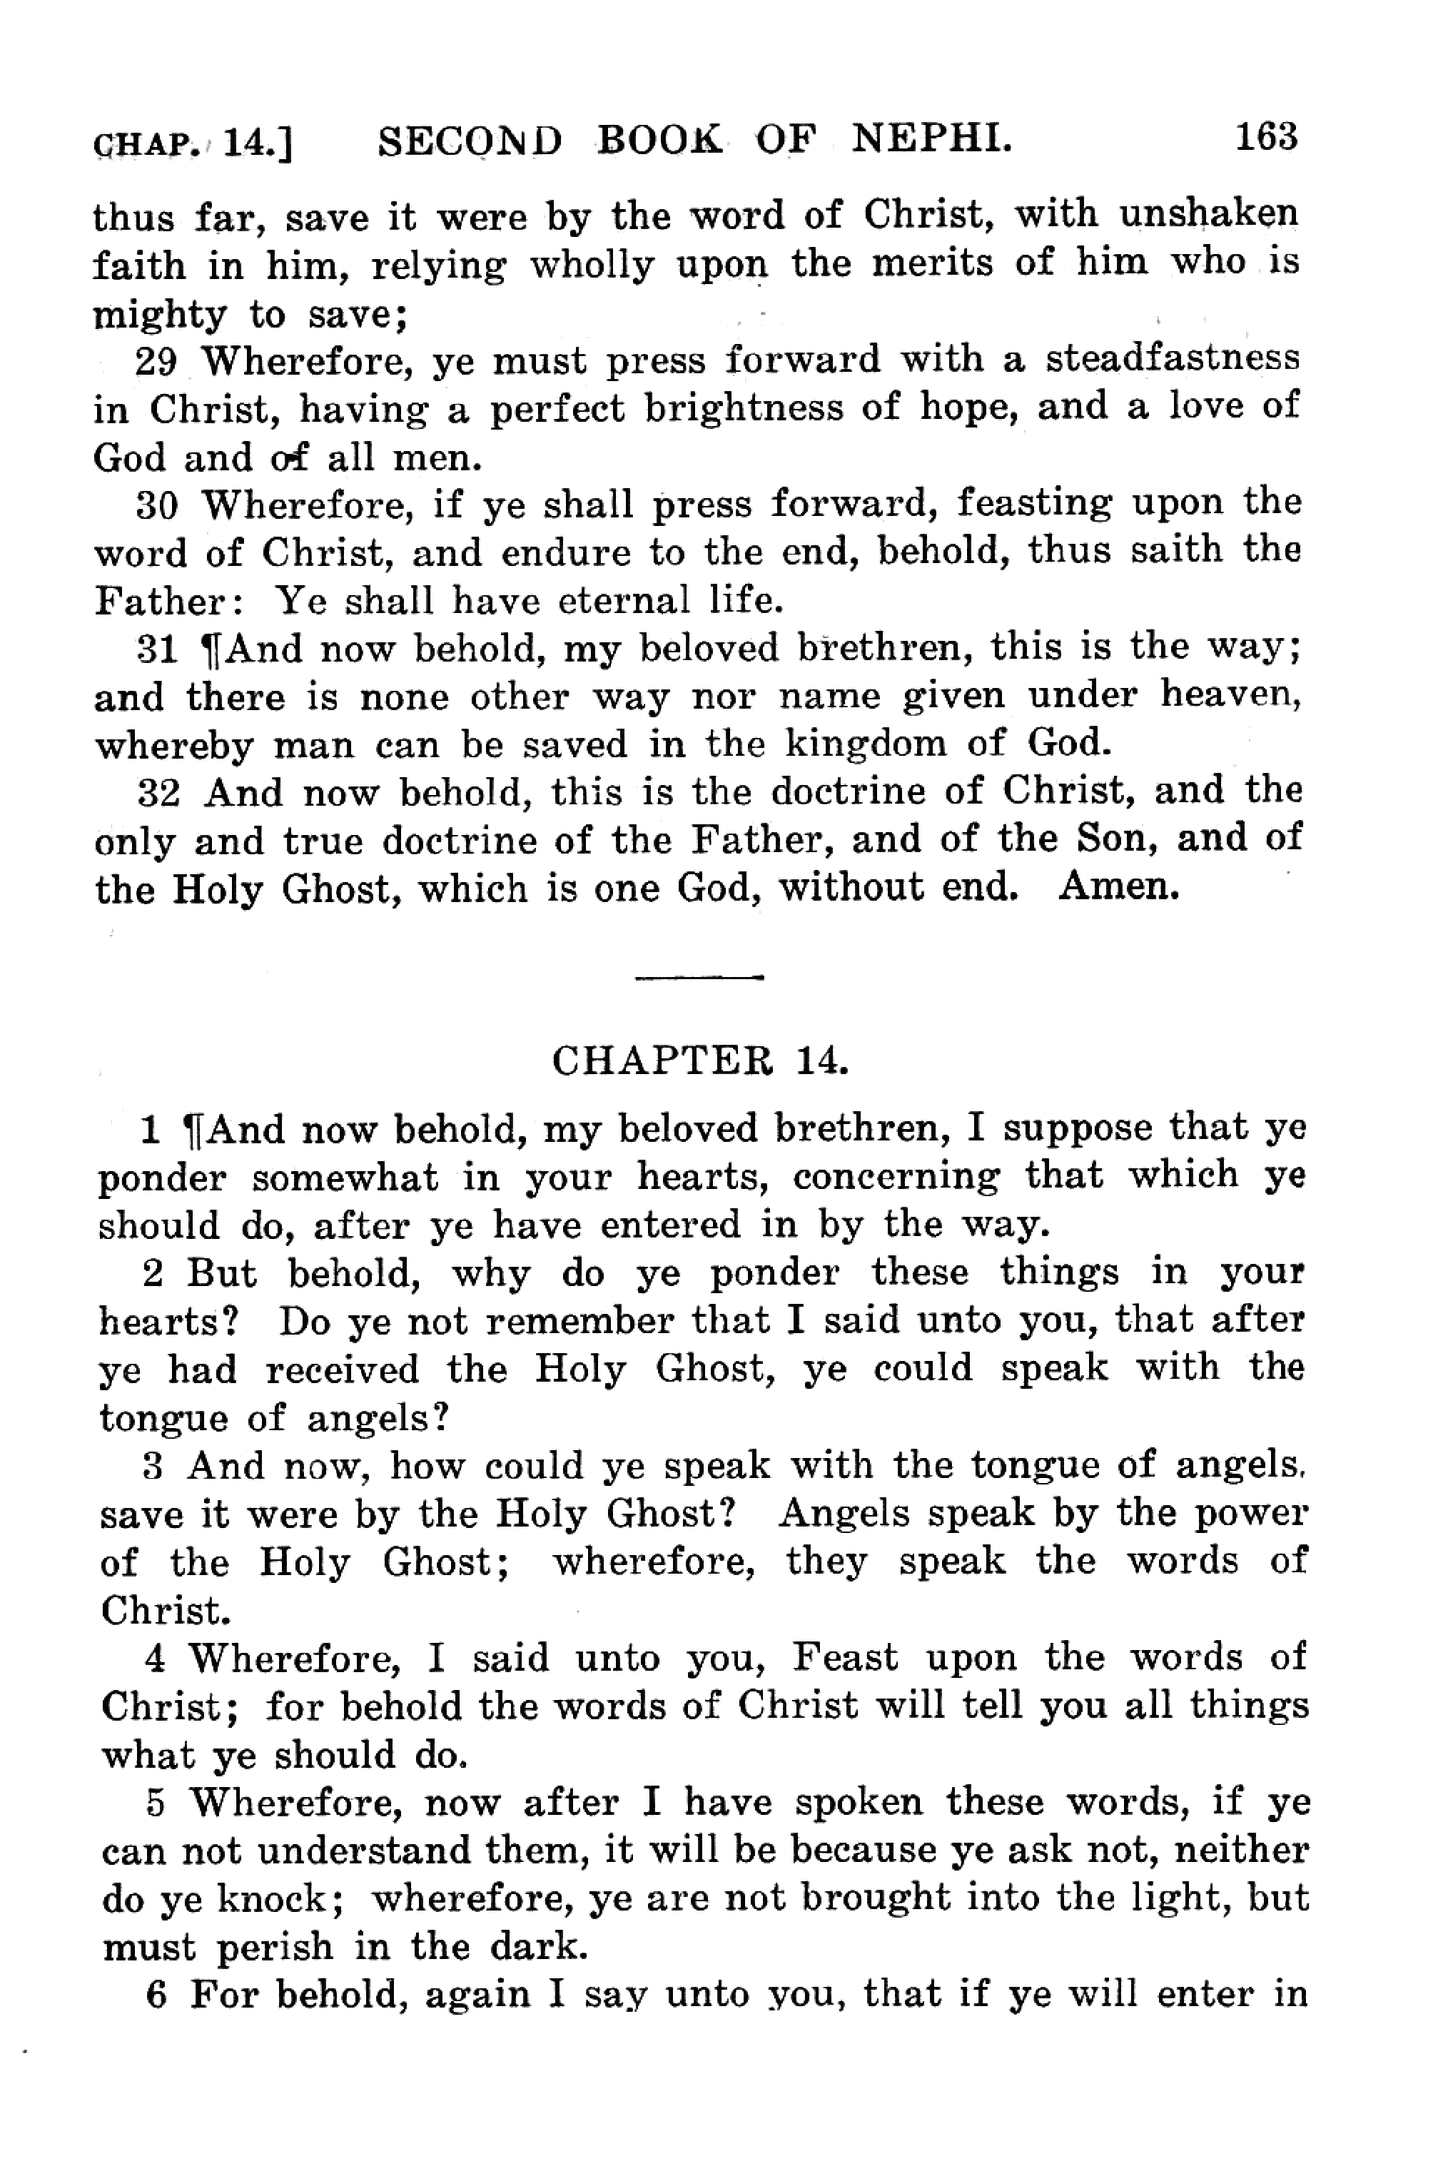 CHAP. 14.] SECOND BOOK OF NEPHI. 163
thus far, save it were by the word of Christ, with unshaken
faith in him, relying wholly upon the merits of him who is
mighty to save;
29 Wherefore, ye must press forward with a steadfastness
in Christ, having a perfect brightness of hope, and a love of
God and of all men.
30 Wherefore, if ye shall press forward, feasting upon the
word of Christ, and endure to the end, behold, thus saith the
Father: Ye shall have eternal life.
31 ¶And now behold, my beloved brethren, this is the way;
and there is none other way nor name given under heaven,
whereby man can be saved in the kingdom of God.
32 And now behold, this is the doctrine of Christ, and the
only and true doctrine of the Father, and of the Son, and of
the Holy Ghost, which is one God, without end. Amen.
CHAPTER 14.
1 ¶And now behold, my beloved brethren, I suppose that ye
ponder somewhat in your hearts, concerning that which ye
should do, after ye have entered in by the way.
2 But behold, why do ye ponder these things in your
hearts? Do ye not remember that I said unto you, that after
ye had received the Holy Ghost, ye could speak with the
tongue of angels?
3 And now, how could ye speak with the tongue of angels,
save it were by the Holy Ghost? Angels speak by the power
of the Holy Ghost; wherefore, they speak the words of
Christ.
4 Wherefore, I said unto you, Feast upon the words of
Christ; for behold the words of Christ will tell you all things
what ye should do.
5 Wherefore, now after I have spoken these words, if ye
can not understand them, it will be because ye ask not, neither
do ye knock; wherefore, ye are not brought into the light, but
must perish in the dark.
6 For behold, again I say unto you, that if ye will enter in